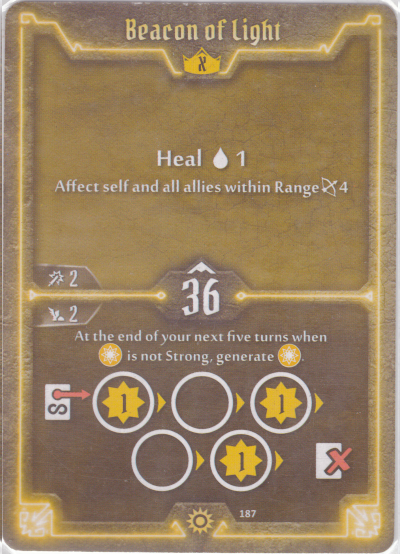 Beacon of Light
X
Heal 1
Affect self and all allies within Range 4
2
36
2
At the end of your next five turns when
is not Strong, generate .
1 1
1
187